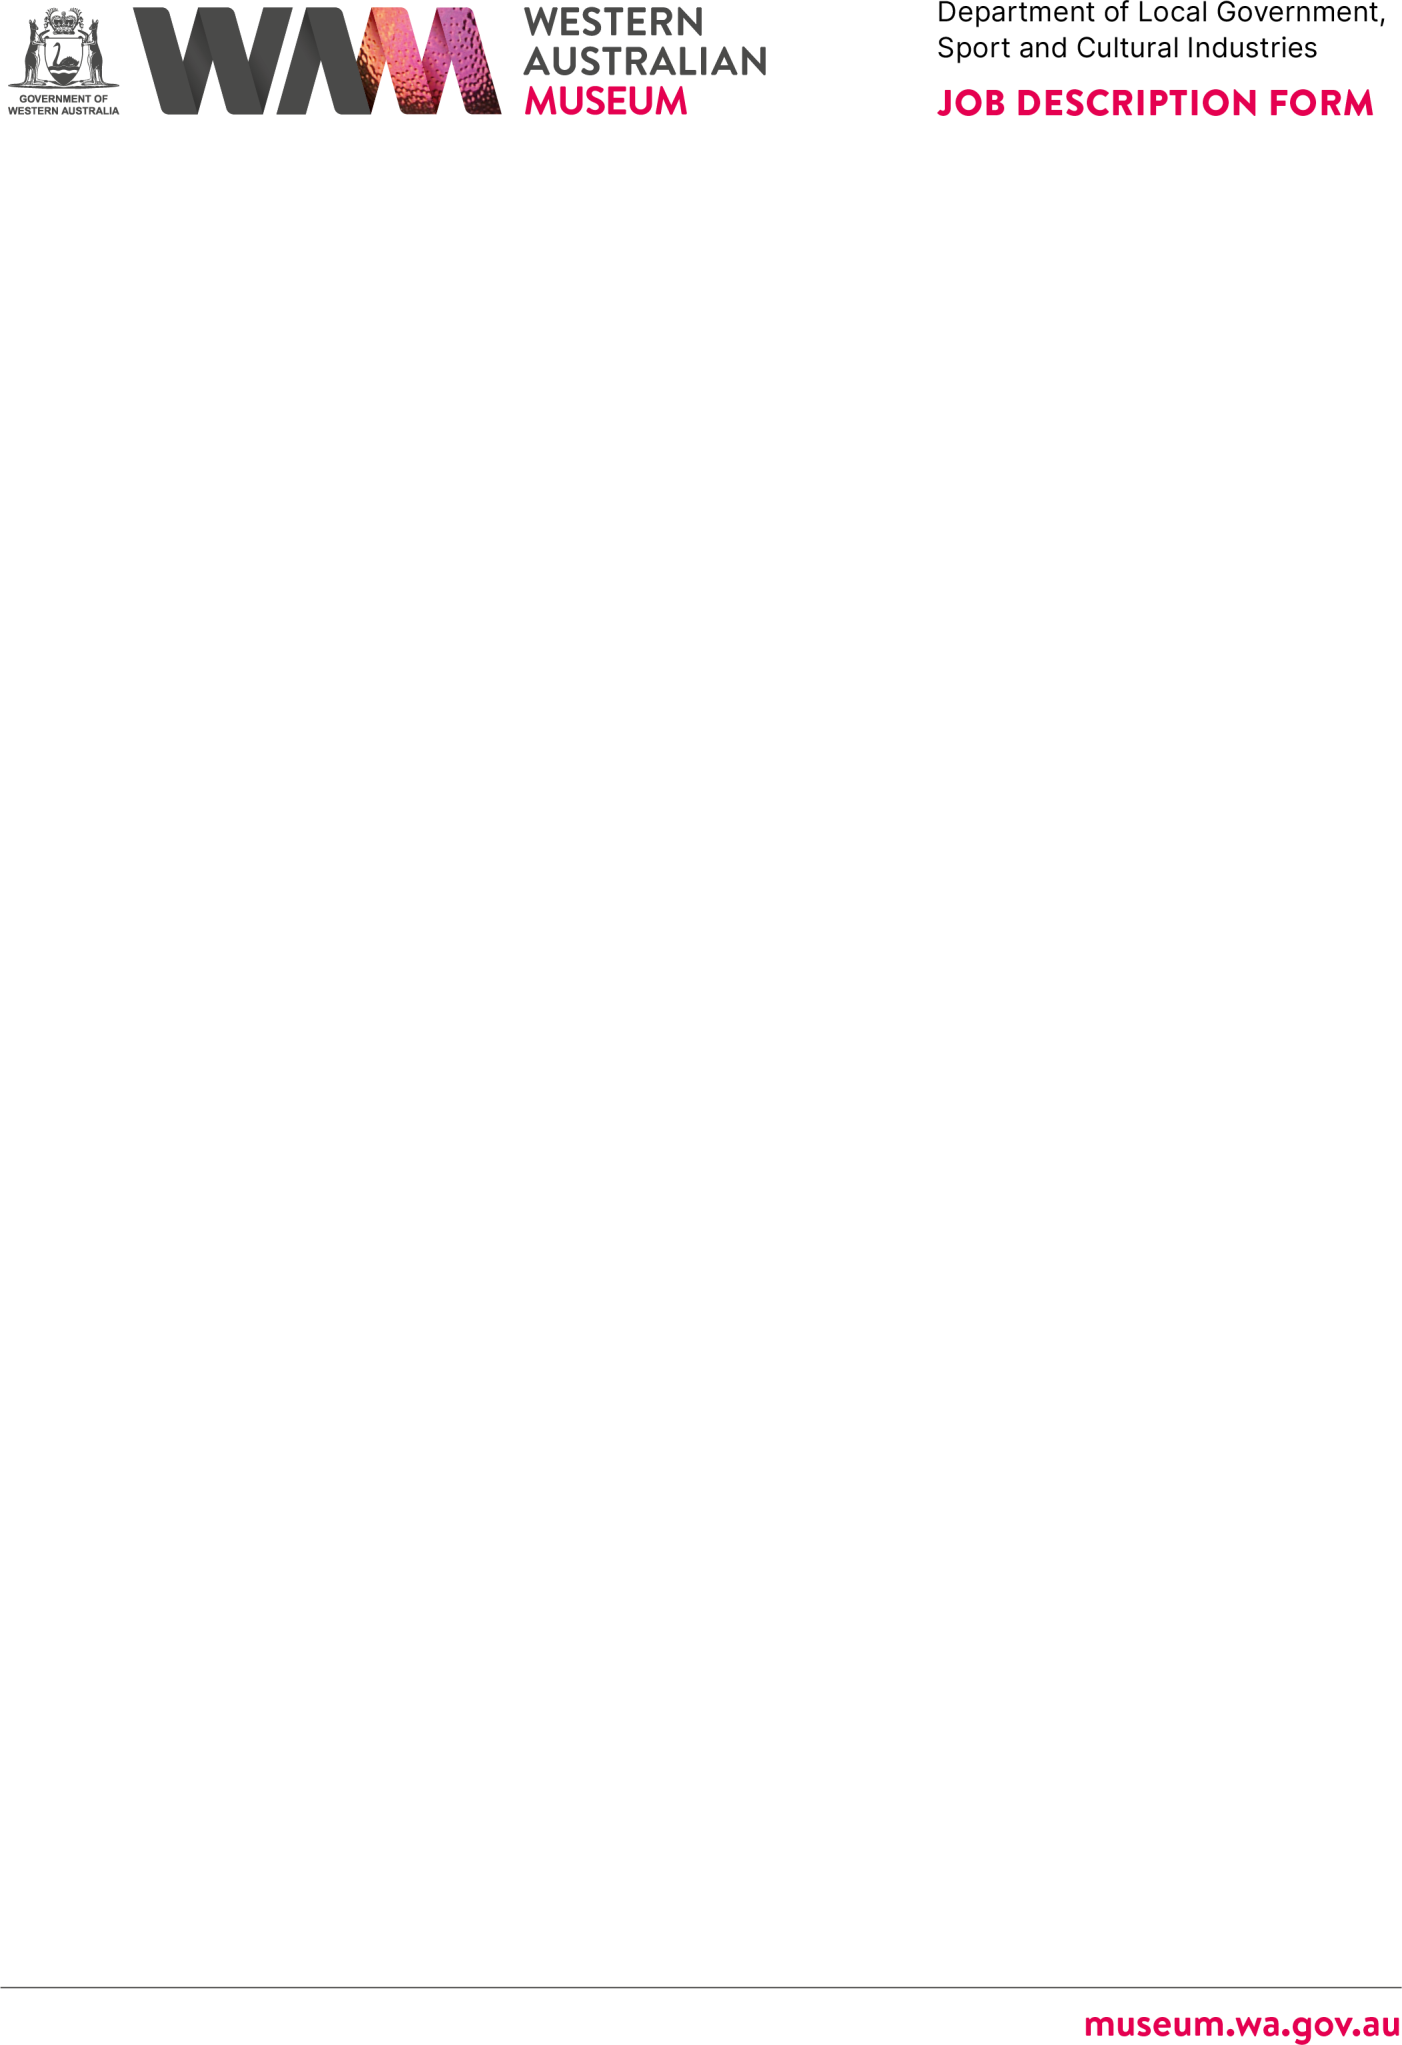 GOVERNMENT OF
WESTERN AUSTRALIA
WAM
WESTERN
AUSTRALIAN
MUSEUM
Department of Local Government,
Sport and Cultural Industries
JOB DESCRIPTION FORM
museum.wa.gov.au